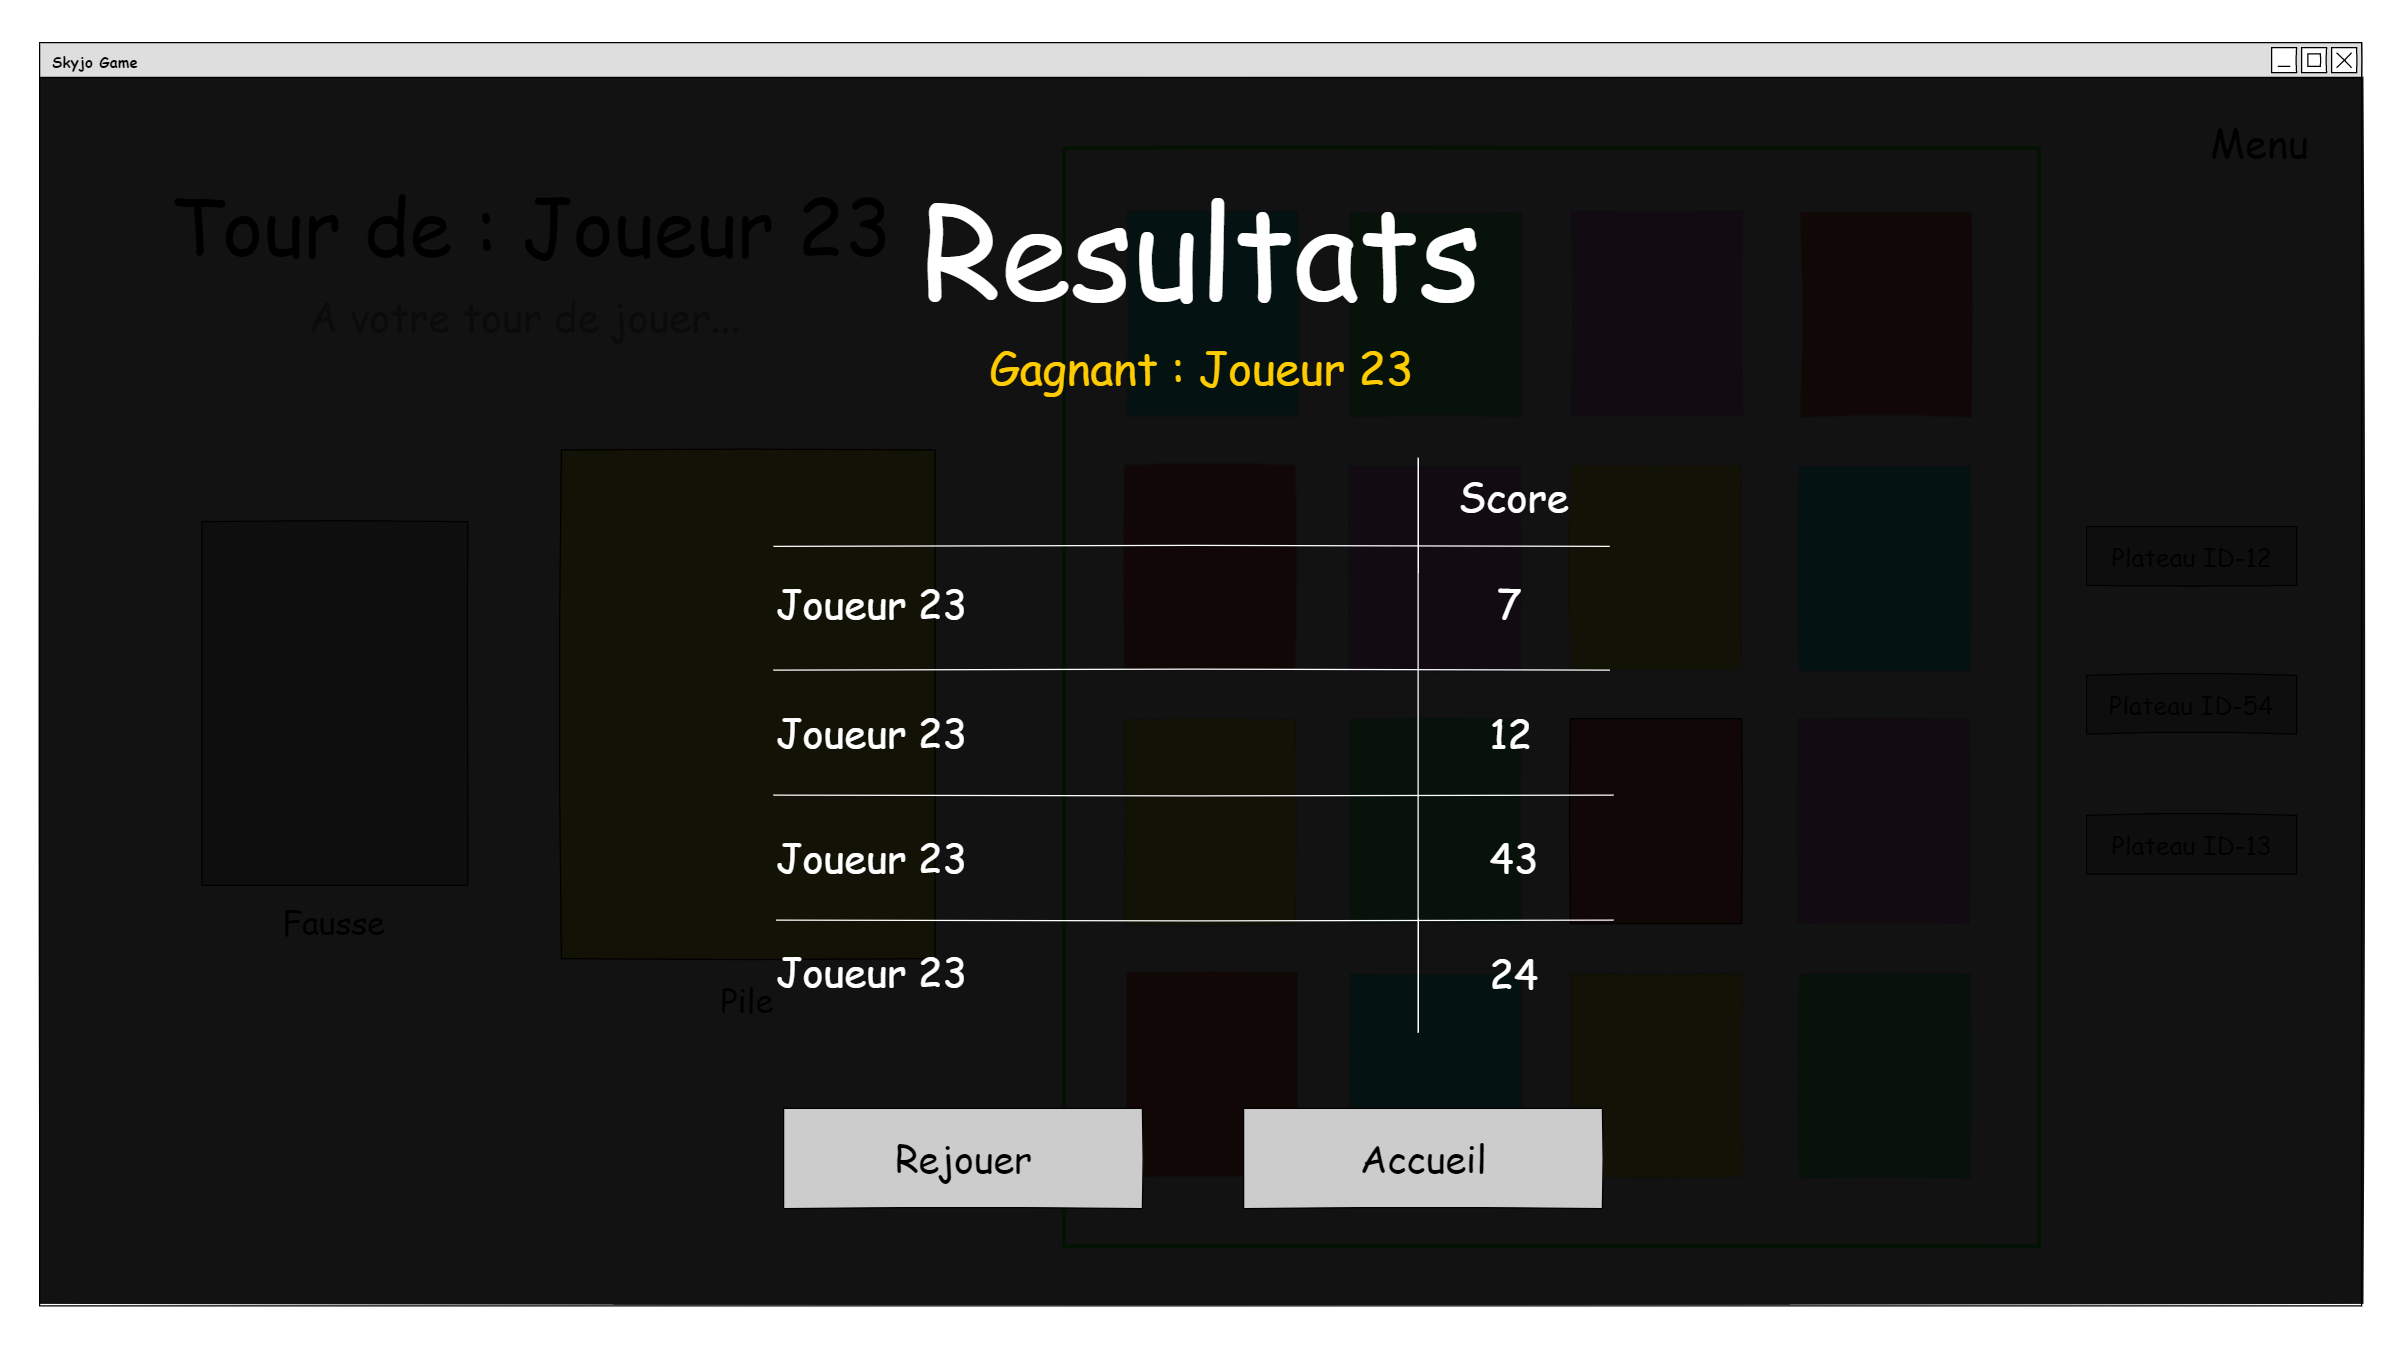 Skyjo Game
Menu
Tour de : Joueur 23
A votre tour de jouer...
Resultats
Gagnant : Joueur 23
Score
Joueur 23 7
Joueur 23 12
Joueur 23 43
Joueur 23 24
Fausse
Pile
Plateau ID-12
Plateau ID-54
Plateau ID-13
Rejouer
Accueil